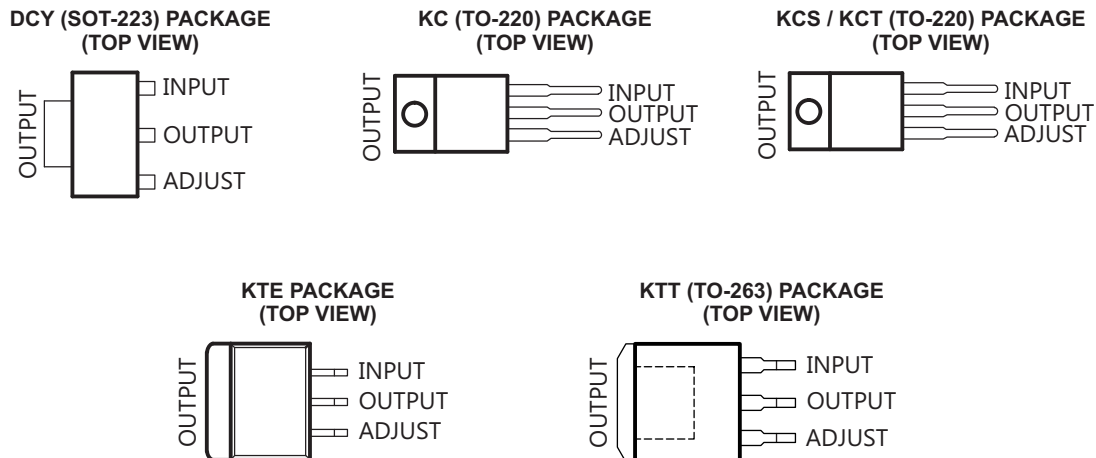 DCY (SOT-223) PACKAGE
(TOP VIEW)
OUTPUT
INPUT
OUTPUT
ADJUST
KC (TO-220) PACKAGE
(TOP VIEW)
OUTPUT
INPUT
OUTPUT
ADJUST
KCS / KCT (TO-220) PACKAGE
(TOP VIEW)
OUTPUT
INPUT
OUTPUT
ADJUST
KTE PACKAGE
(TOP VIEW)
OUTPUT
INPUT
OUTPUT
ADJUST
KTT (TO-263) PACKAGE
(TOP VIEW)
OUTPUT
INPUT
OUTPUT
ADJUST